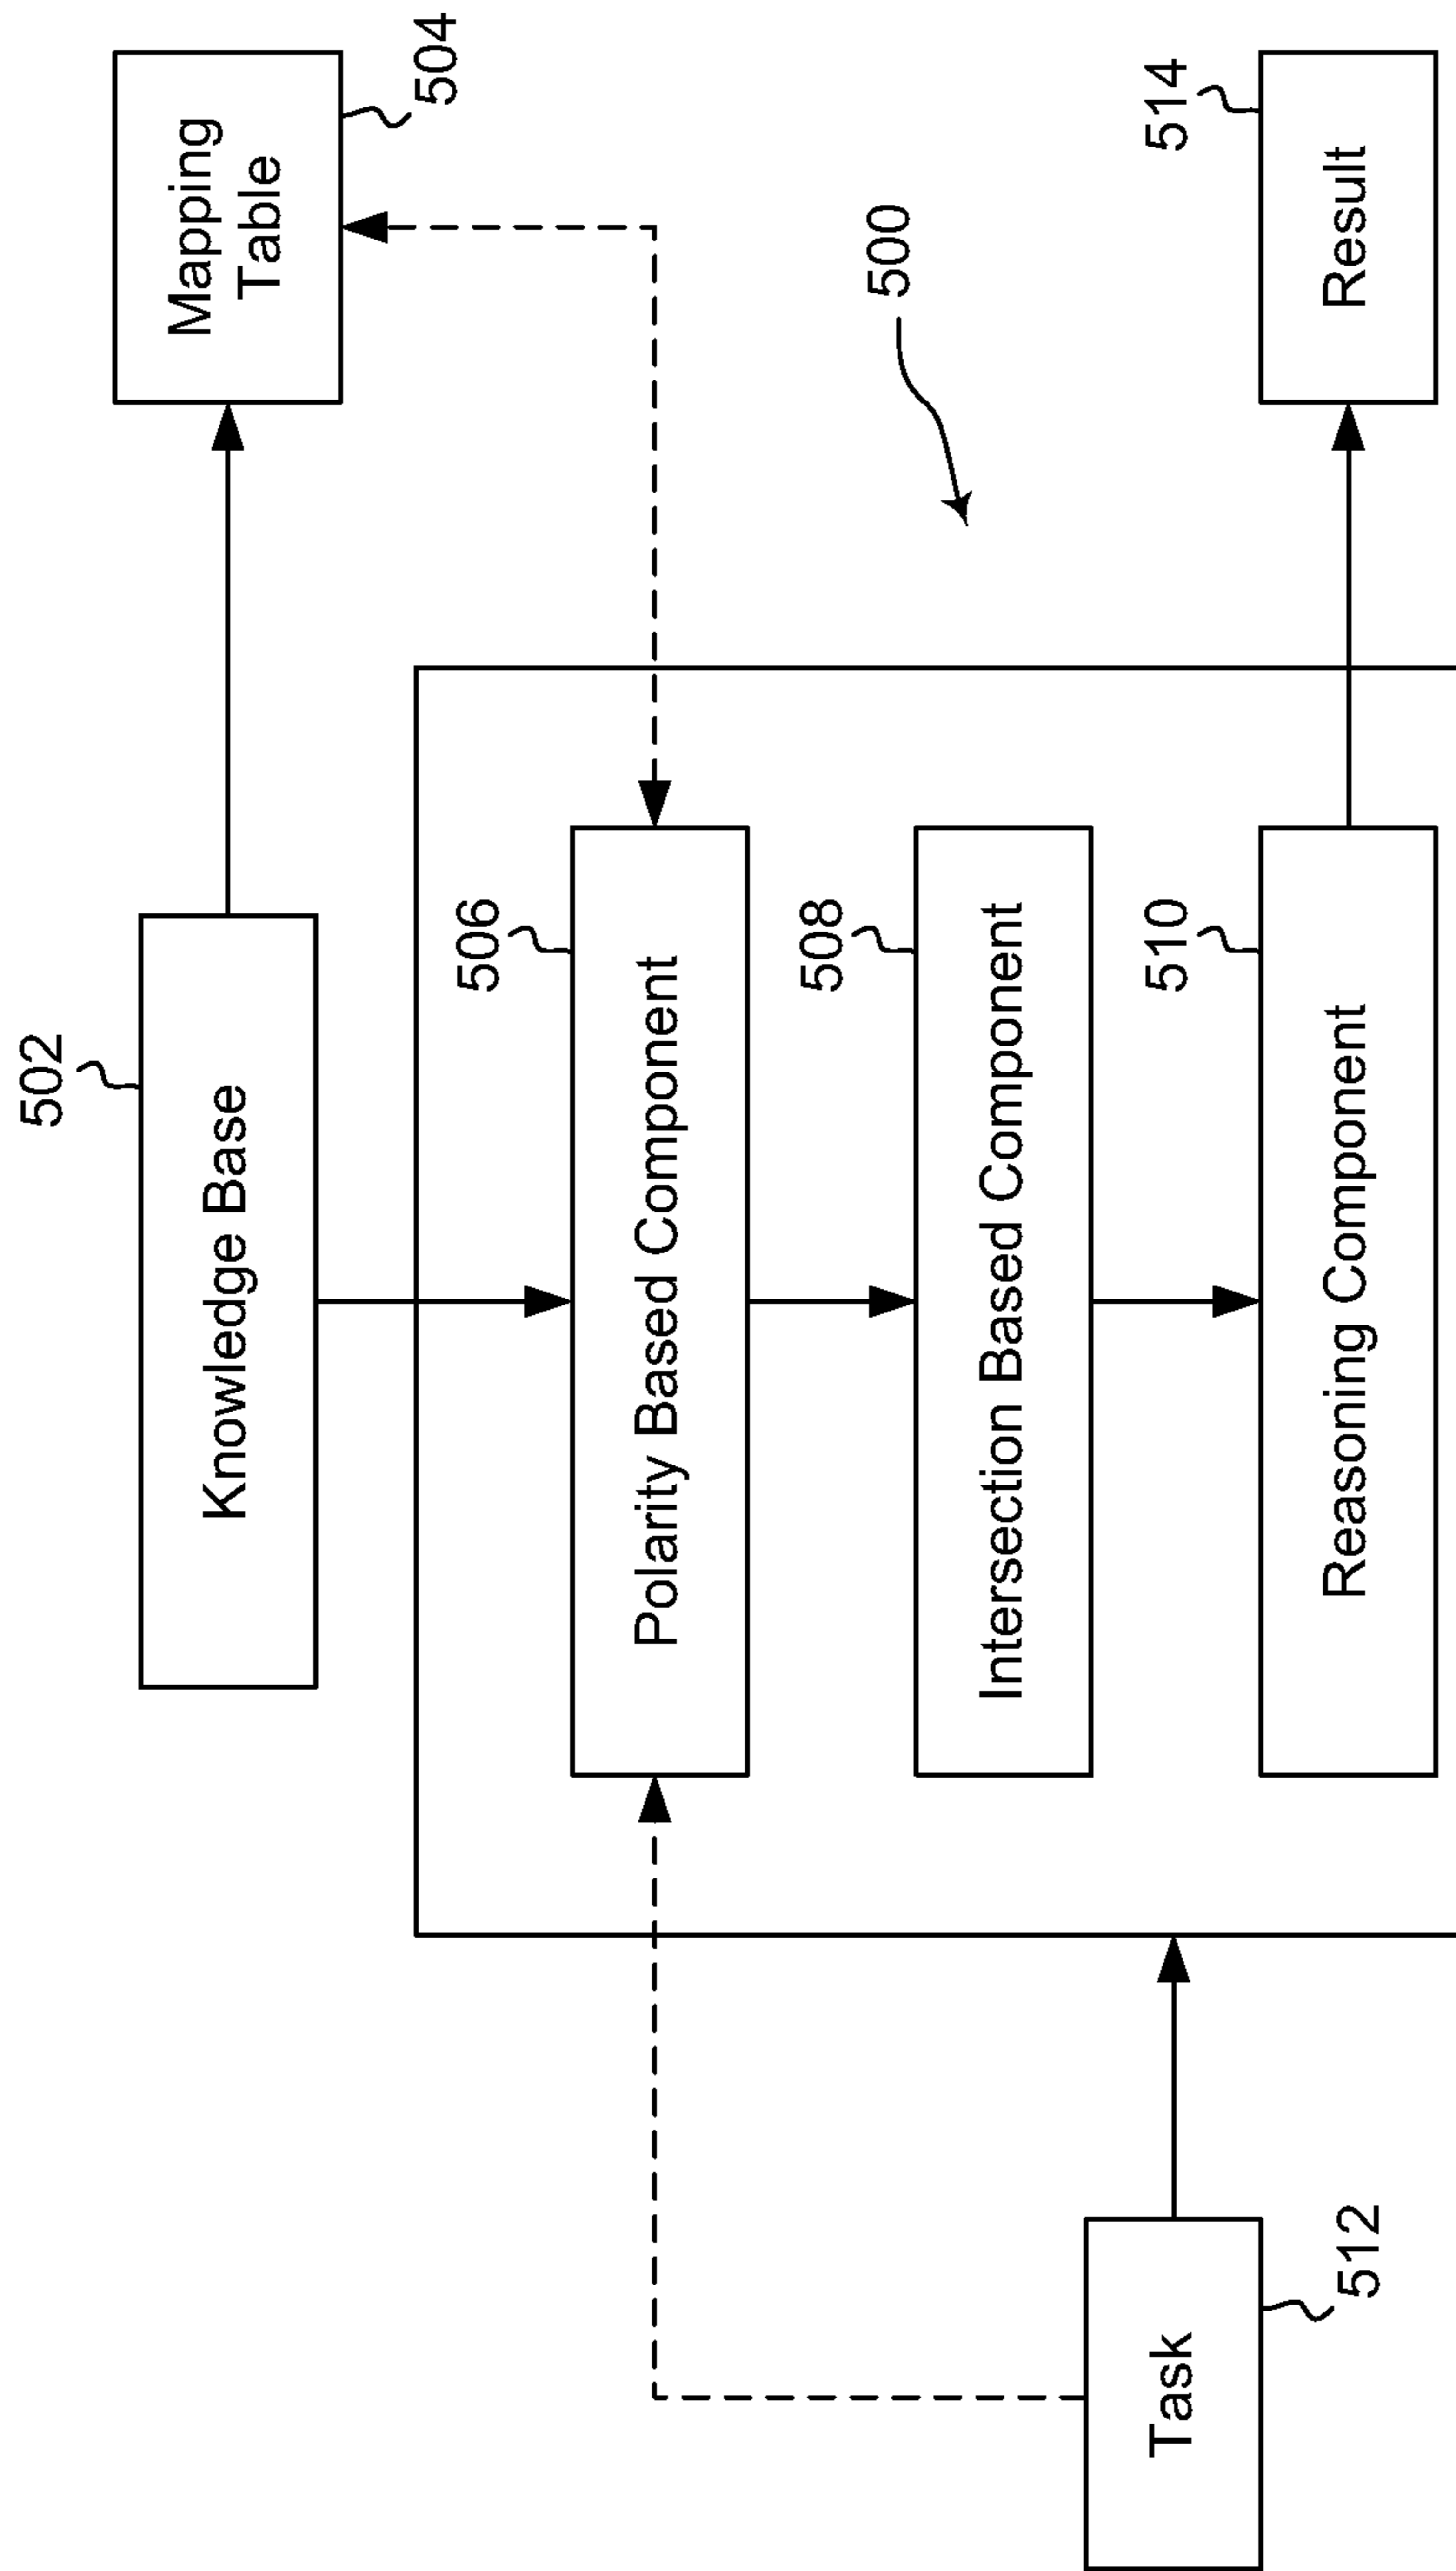 502
Knowledge Base
Mapping
Table
504
506
Polarity Based Component
500
508
Intersection Based Component
Task
512
510
Reasoning Component
514
Result